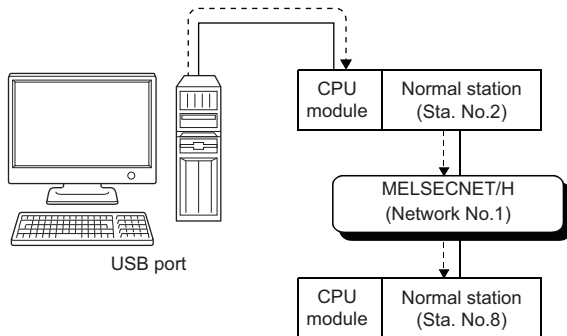 CPU
module
Normal station
(Sta. No.2)
MELSECNET/H
(Network No.1)
USB port
CPU
module
Normal station
(Sta. No.8)